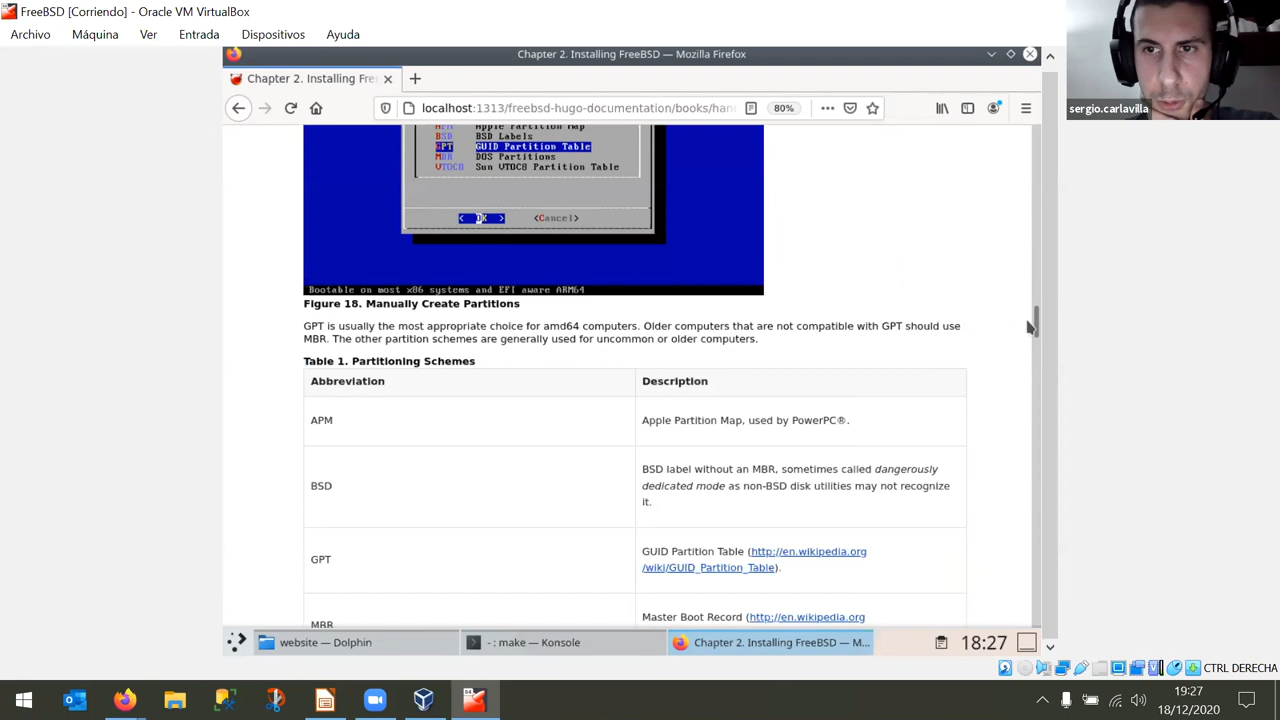 FreeBSD [Corriendo] - Oracle VM VirtualBox
Archivo Máquina Ver Entrada Dispositivos Ayuda
Chapter 2. Installing FreeBSD — Mozilla Firefox
Chapter 2. Installing Fre
localhost:1313/freebsd-hugo-documentation/books/han
80%
sergio.carlavilla
Apple Partition Map
BSD BSD Labels
GPT GUID Partition Table
MBR DOS Partitions
VTOC8 Sun VTOC8 Partition Table
< OK > <Cancel>
Bootable on most x86 systems and EFI aware ARM64
Figure 18. Manually Create Partitions
GPT is usually the most appropriate choice for amd64 computers. Older computers that are not compatible with GPT should use
MBR. The other partition schemes are generally used for uncommon or older computers.
Table 1. Partitioning Schemes
Abbreviation Description
APM Apple Partition Map, used by PowerPC®.
BSD label without an MBR, sometimes called dangerously
BSD dedicated mode as non-BSD disk utilities may not recognize
it.
GPT GUID Partition Table (http://en.wikipedia.org
/wiki/GUID_Partition_Table).
MBR Master Boot Record (http://en.wikipedia.org
website — Dolphin
- : make — Konsole
Chapter 2. Installing FreeBSD — M...
18:27
CTRL DERECHA
19:27
18/12/2020